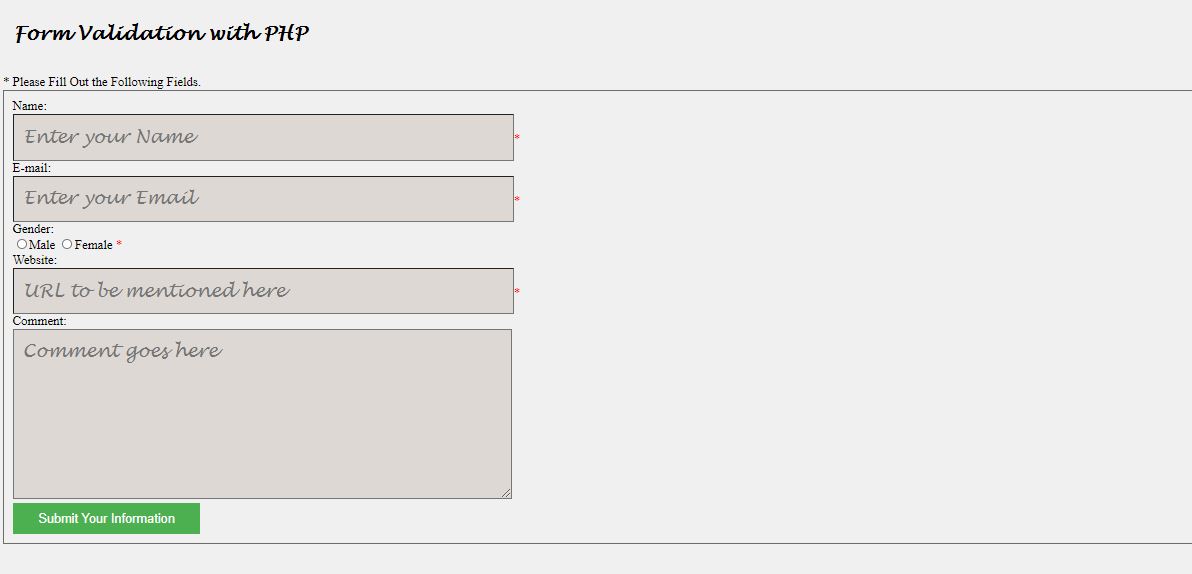 Form Validation with PHP
* Please Fill Out the Following Fields.
Name:
Enter your Name *
E-mail:
Enter your Email *
Gender:
Male Female *
Website:
URL to be mentioned here *
Comment:
Comment goes here
Submit Your Information